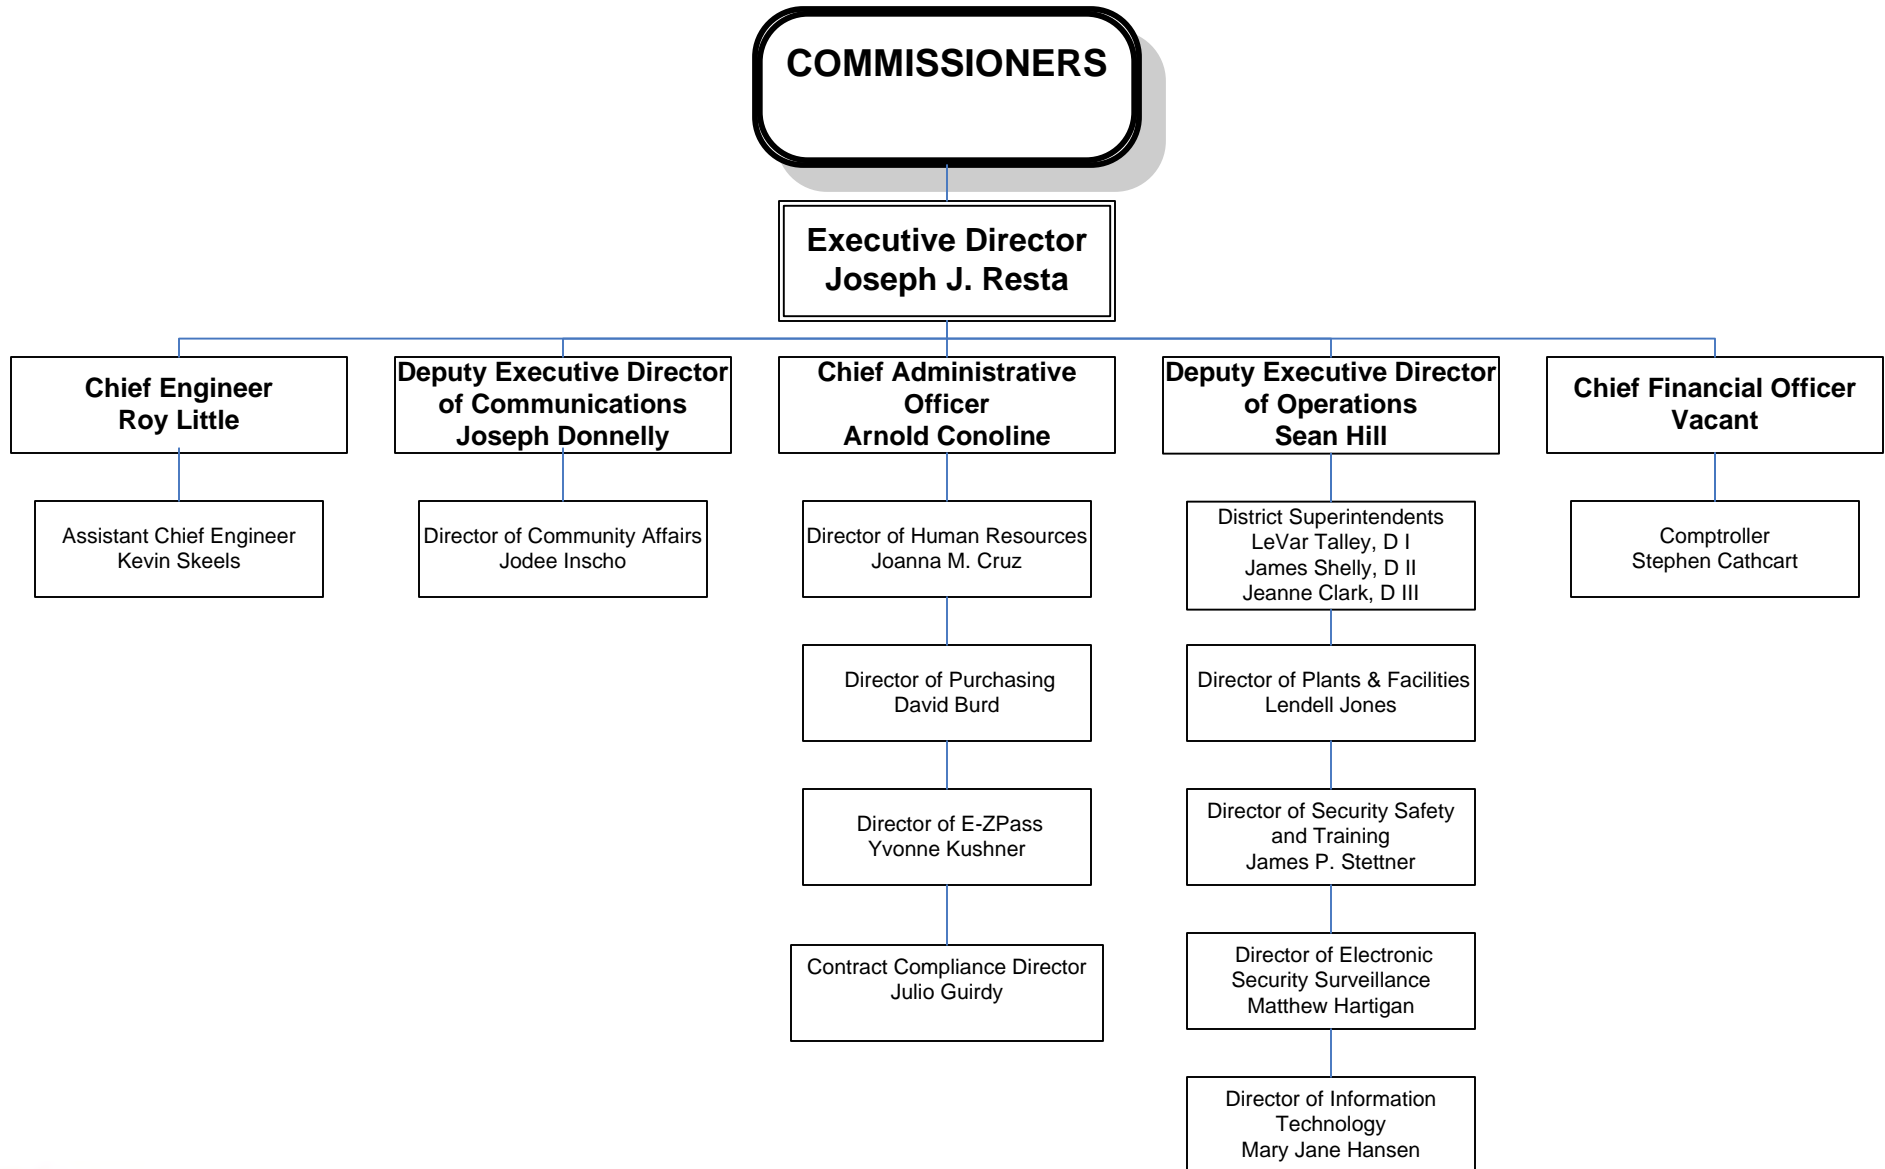 COMMISSIONERS
Executive Director
Joseph J. Resta
Chief Engineer
Roy Little
Deputy Executive Director
of Communications
Joseph Donnelly
Chief Administrative
Officer
Arnold Conoline
Deputy Executive Director
of Operations
Sean Hill
Chief Financial Officer
Vacant
Assistant Chief Engineer
Kevin Skeels
Director of Community Affairs
Jodee Inscho
Director of Human Resources
Joanna M. Cruz
District Superintendents
LeVar Talley, D I
James Shelly, D II
Jeanne Clark, D III
Comptroller
Stephen Cathcart
Director of Purchasing
David Burd
Director of Plants & Facilities
Lendell Jones
Director of E-ZPass
Yvonne Kushner
Director of Security Safety
and Training
James P. Stettner
Contract Compliance Director
Julio Guirdy
Director of Electronic
Security Surveillance
Matthew Hartigan
Director of Information
Technology
Mary Jane Hansen